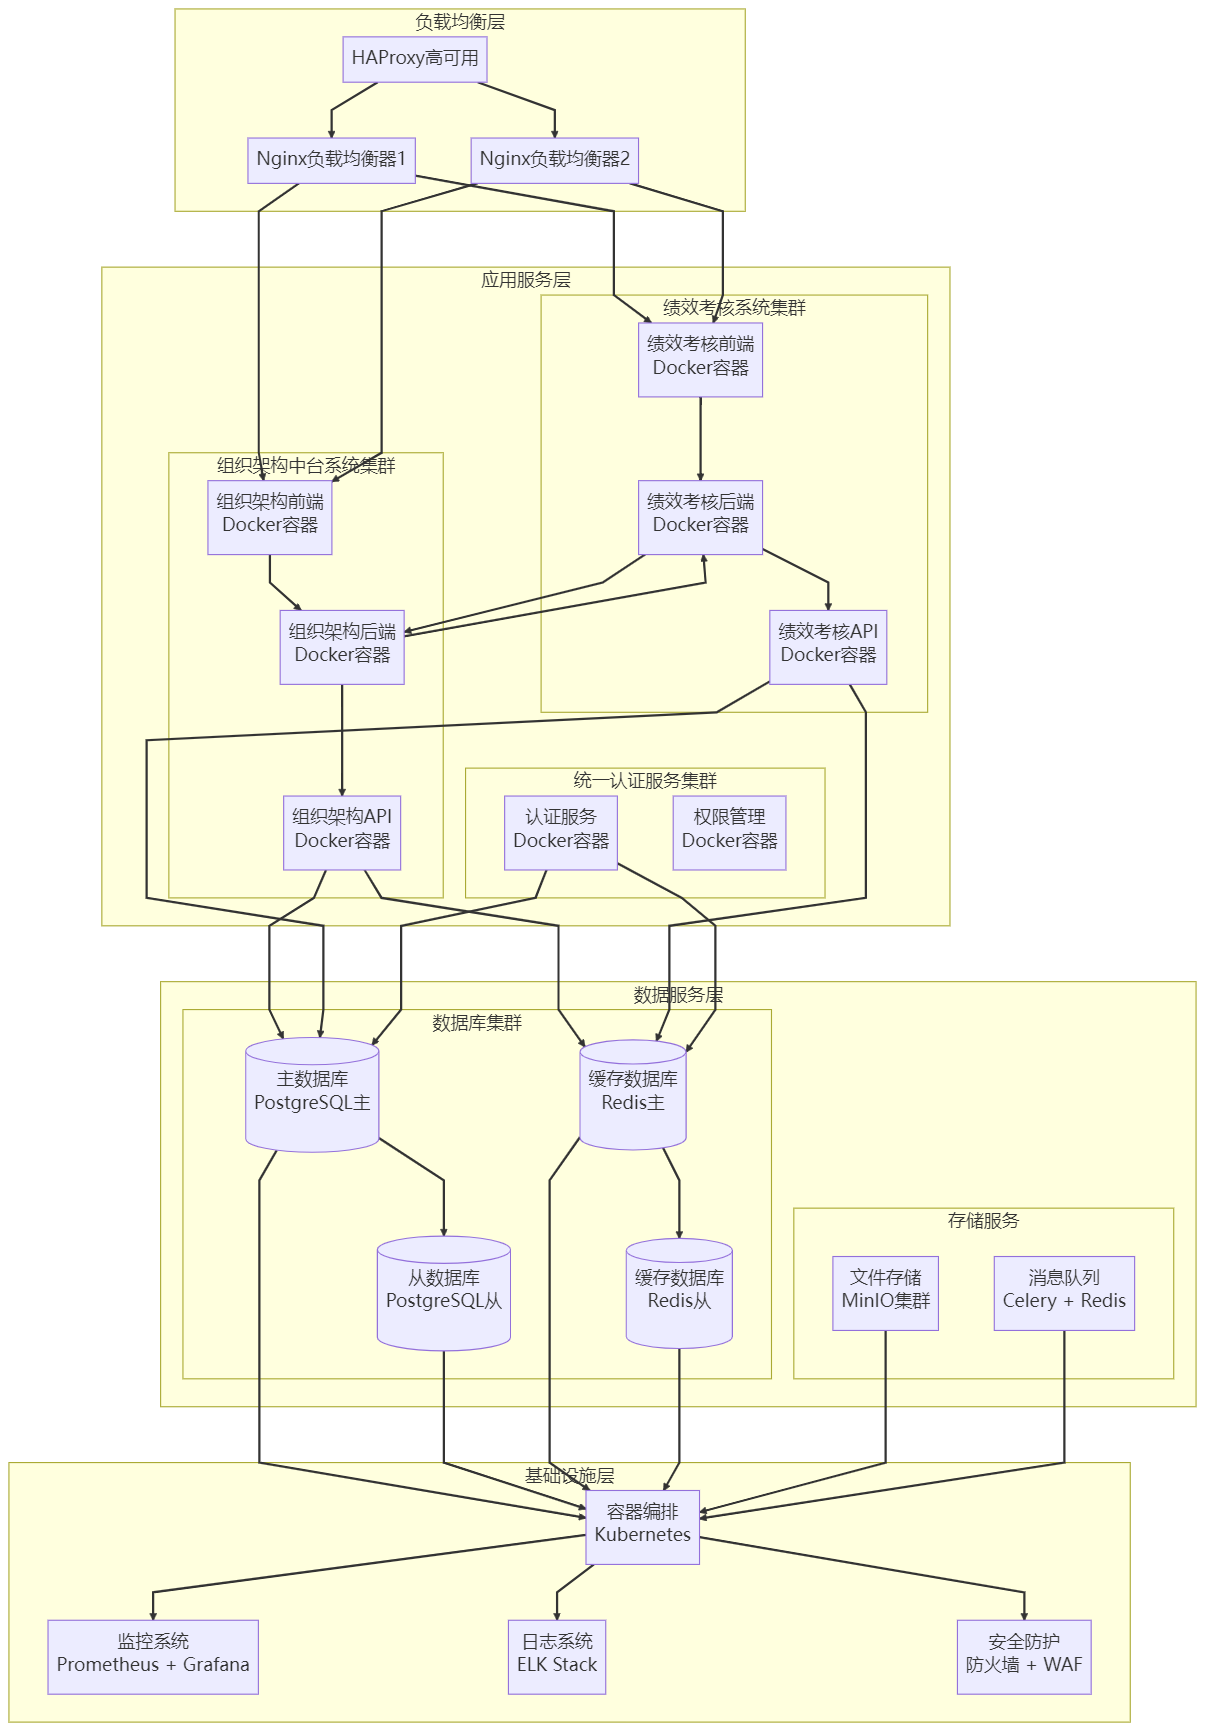 负载均衡层
HAProxy高可用
Nginx负载均衡器1
Nginx负载均衡器2
应用服务层
绩效考核系统集群
绩效考核前端
Docker容器
组织架构中台系统集群
组织架构前端
Docker容器
绩效考核后端
Docker容器
组织架构后端
Docker容器
绩效考核API
Docker容器
统一认证服务集群
组织架构API
Docker容器
认证服务
Docker容器
权限管理
Docker容器
数据服务层
数据库集群
主数据库
PostgreSQL主
缓存数据库
Redis主
存储服务
从数据库
PostgreSQL从
缓存数据库
Redis从
文件存储
MinIO集群
消息队列
Celery + Redis
基础设施层
容器编排
Kubernetes
监控系统
Prometheus + Grafana
日志系统
ELK Stack
安全防护
防火墙 + WAF